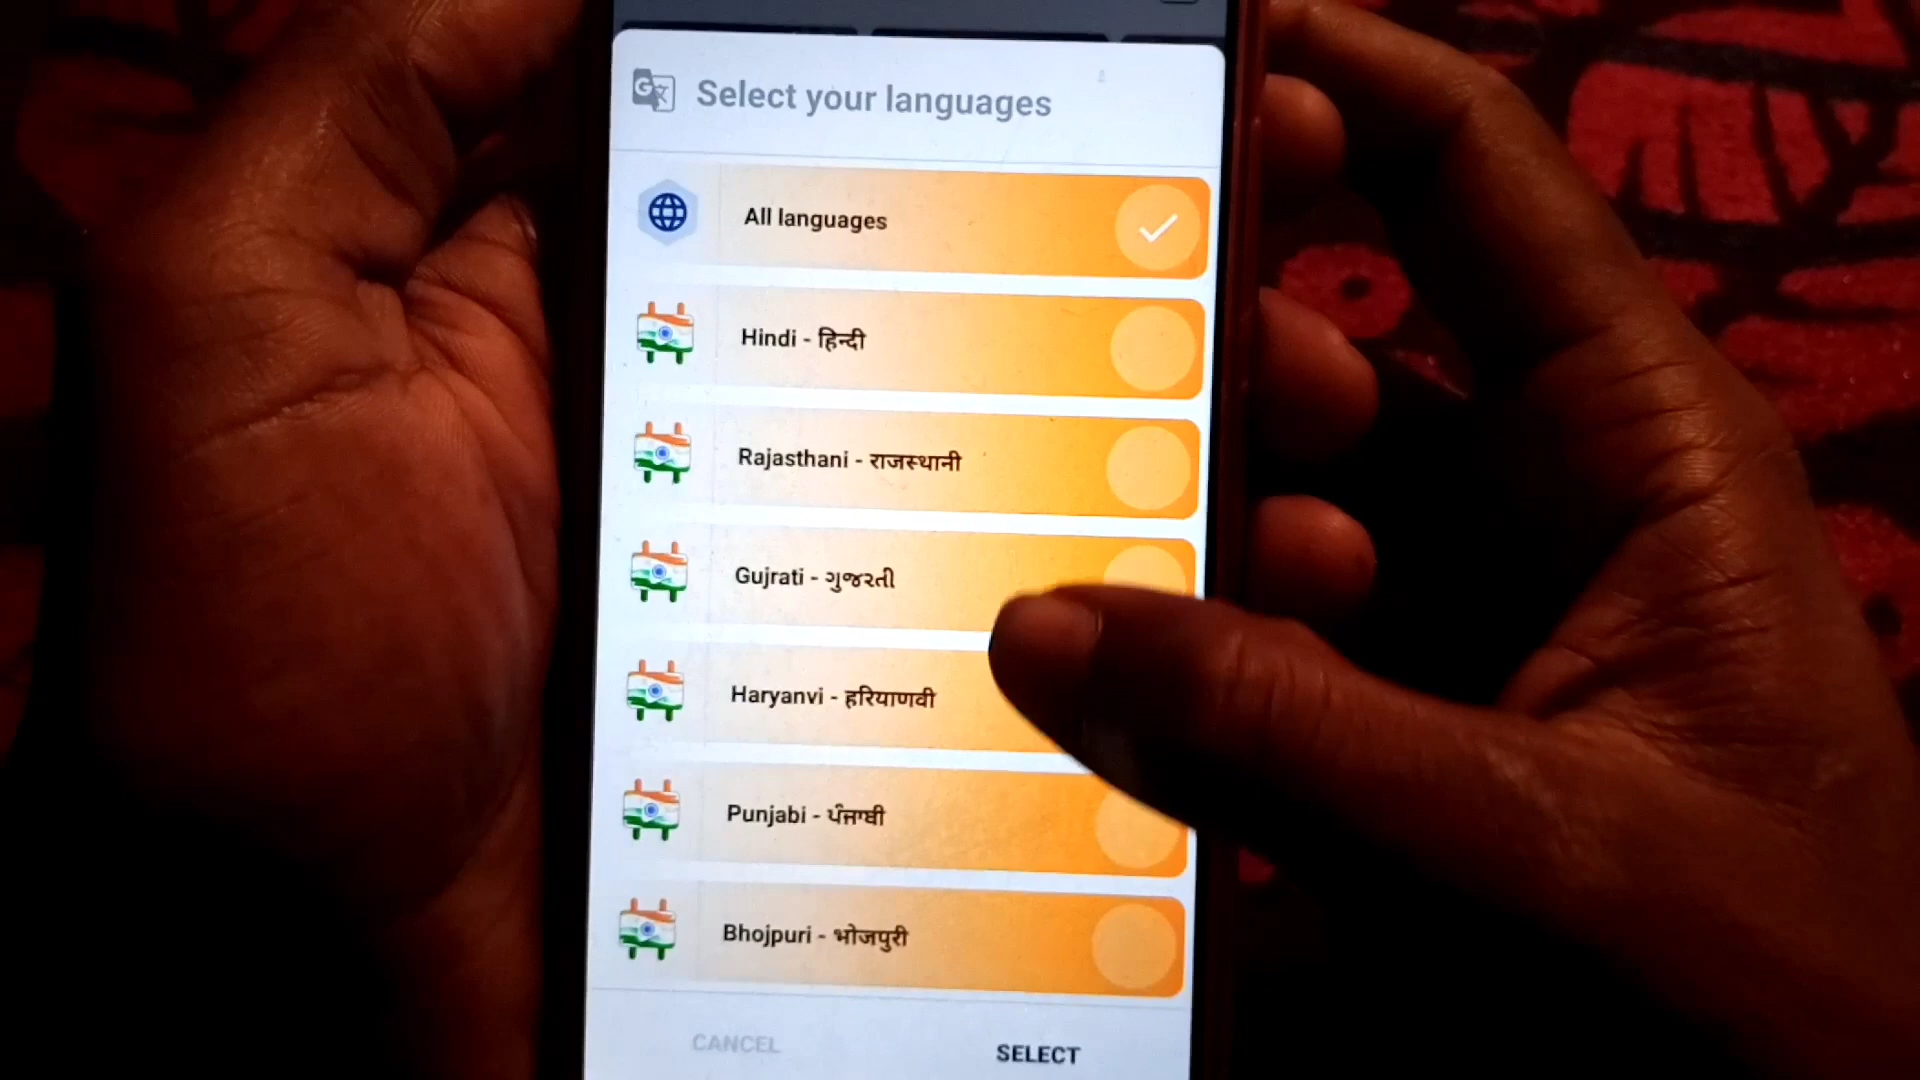 Select your languages
All languages
Hindi - हिन्दी
Rajasthani - राजस्थानी
Gujrati - ગુજરતી
Haryanvi - हरियाणवी
Punjabi - ਪੰਜਾਬੀ
Bhojpuri - भोजपुरी
CANCEL SELECT